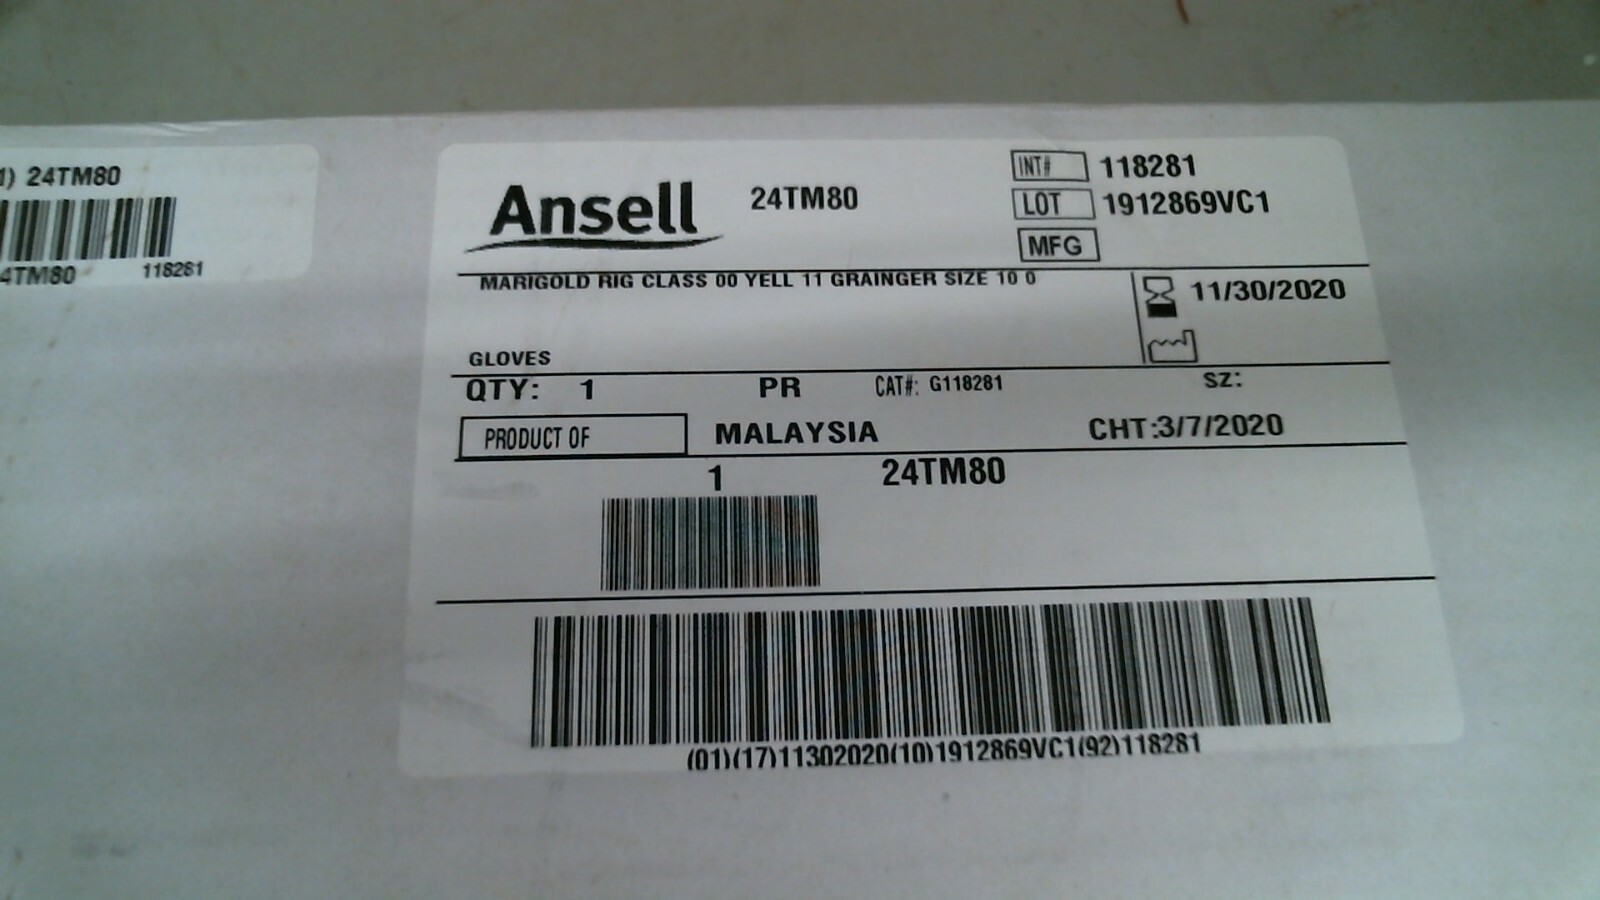 1) 24TM80
4TM80 118281
Ansell 24TM80
INT# 118281
LOT 1912869VC1
MFG
MARIGOLD RIG CLASS 00 YELL 11 GRAINGER SIZE 10 0
11/30/2020
GLOVES
QTY: 1 PR CAT#: G118281 SZ:
PRODUCT OF MALAYSIA CHT:3/7/2020
1 24TM80
(01)(17)11302020(10)1912869VC1(92)118281